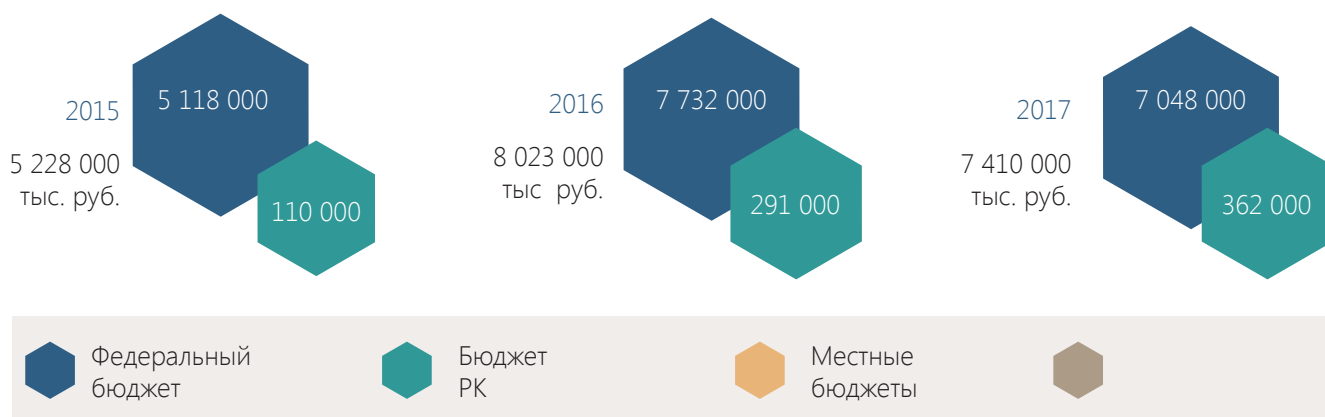 2015
5 228 000
тыс. руб.
5 118 000
110 000
2016
8 023 000
тыс  руб.
7 732 000
291 000
2017
7 410 000
тыс. руб.
7 048 000
362 000
Федеральный
бюджет
Бюджет
РК
Местные
бюджеты